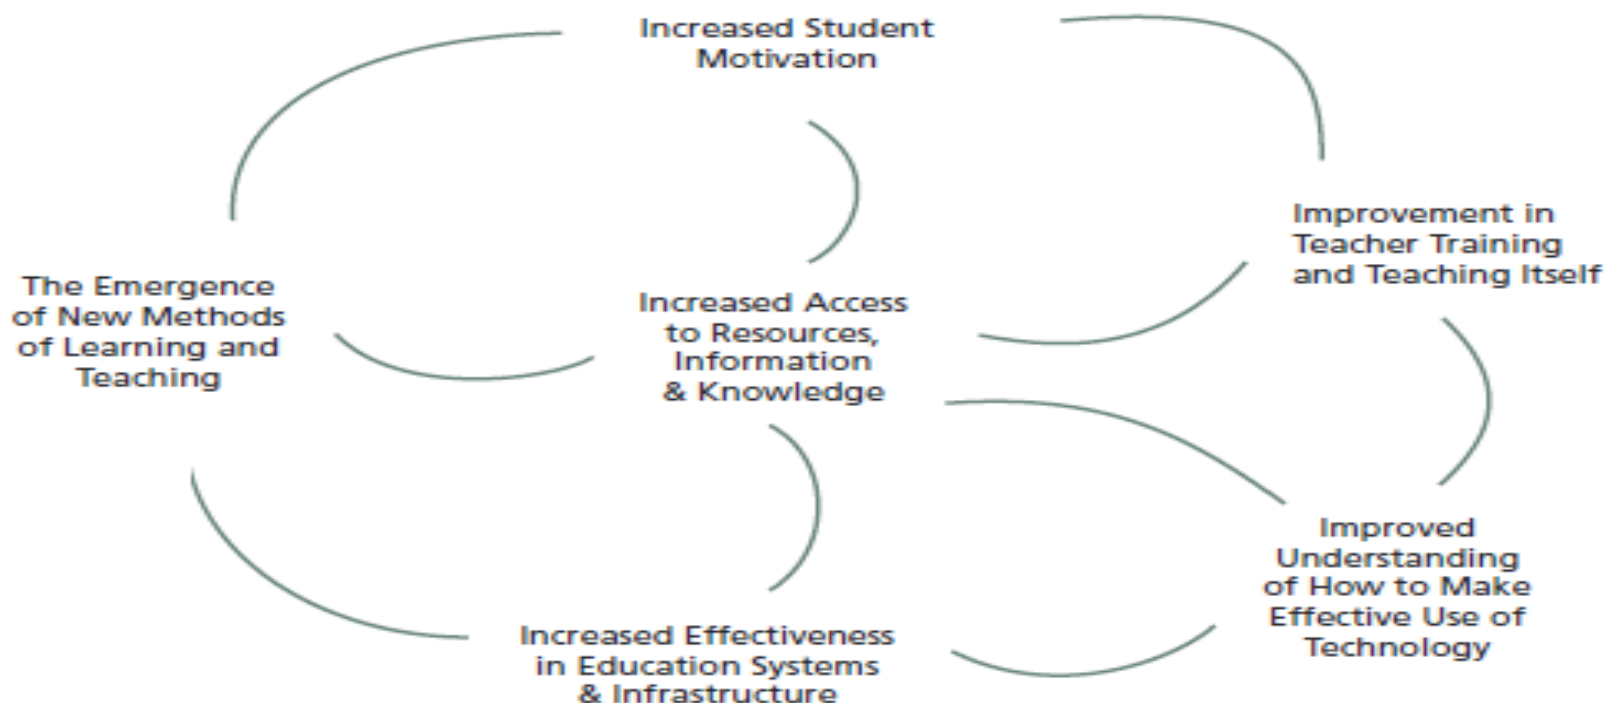 Increased Student
Motivation
Improvement in
Teacher Training
and Teaching Itself
The Emergence
of New Methods
of Learning and
Teaching
Increased Access
to Resources,
Information
& Knowledge
Improved
Understanding
of How to Make
Effective Use of
Technology
Increased Effectiveness
in Education Systems
& Infrastructure